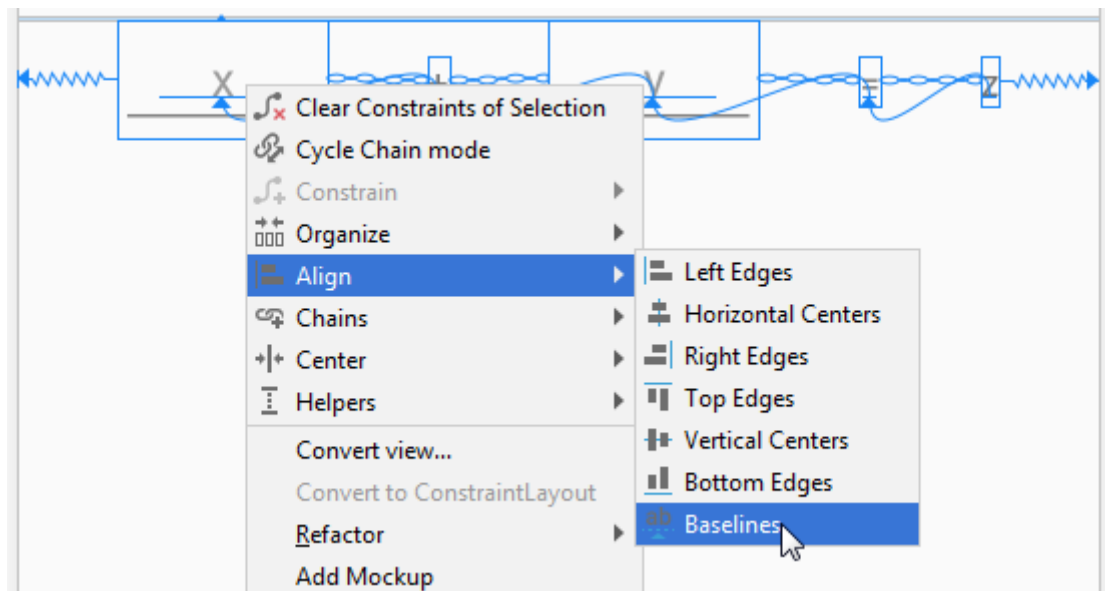 X + Y = Z
Clear Constraints of Selection
Cycle Chain mode
Constrain
Organize
Align
Chains
Center
Helpers
Convert view...
Convert to ConstraintLayout
Refactor
Add Mockup
Left Edges
Horizontal Centers
Right Edges
Top Edges
Vertical Centers
Bottom Edges
Baselines